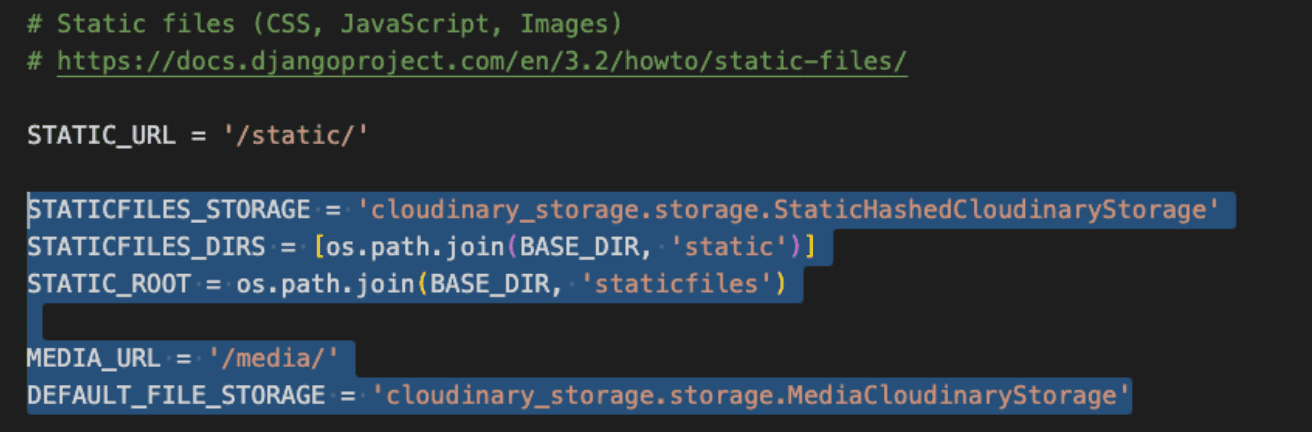 # Static files (CSS, JavaScript, Images)
# https://docs.djangoproject.com/en/3.2/howto/static-files/
STATIC_URL = '/static/'
STATICFILES_STORAGE = 'cloudinary_storage.storage.StaticHashedCloudinaryStorage'
STATICFILES_DIRS = [os.path.join(BASE_DIR, 'static')]
STATIC_ROOT = os.path.join(BASE_DIR, 'staticfiles')
MEDIA_URL = '/media/'
DEFAULT_FILE_STORAGE = 'cloudinary_storage.storage.MediaCloudinaryStorage'